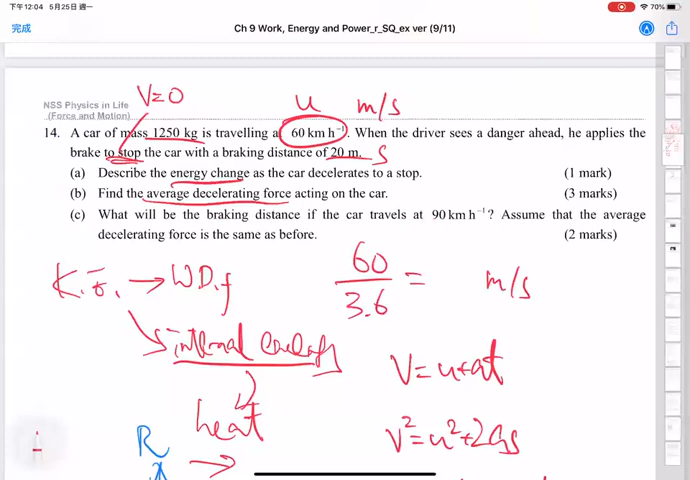 下午12:04 5月25日 週一
70%
完成
Ch 9 Work, Energy and Power_r_SQ_ex ver (9/11)
V=0
u m/s
NSS Physics in Life
(Force and Motion)
14. A car of mass 1250 kg is travelling at 60 km h⁻¹. When the driver sees a danger ahead, he applies the
brake to stop the car with a braking distance of 20 m. S
(a) Describe the energy change as the car decelerates to a stop. (1 mark)
(b) Find the average decelerating force acting on the car. (3 marks)
(c) What will be the braking distance if the car travels at 90 km h⁻¹? Assume that the average
decelerating force is the same as before. (2 marks)
K.E. → W.D.f
60/3.6 = m/s
internal energy
V=u+at
heat
V²=u²+2as
R